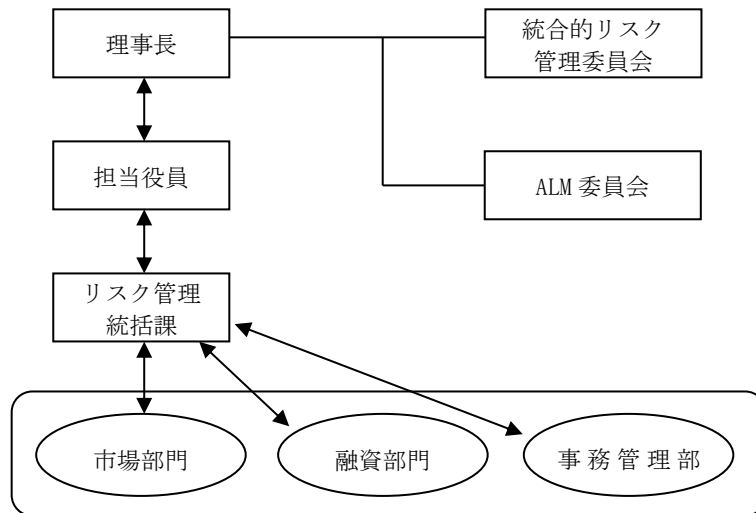 理事長
統合的リスク
管理委員会
担当役員
ALM 委員会
リスク管理
統括課
市場部門
融資部門
事 務 管 理 部